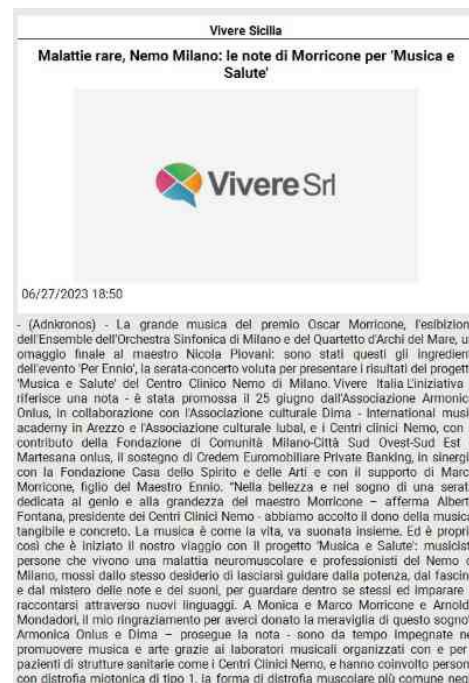 Vivere Sicilia
Malattie rare, Nemo Milano: le note di Morricone per 'Musica e
Salute'
Vivere Srl
06/27/2023 18:50
- (Adnkronos) - La grande musica del premio Oscar Morricone, l'esibizion
dell'Ensemble dell'Orchestra Sinfonica di Milano e del Quartetto d'Archi del Mare, u
omaggio finale al maestro Nicola Piovani: sono stati questi gli ingredien
dell'evento 'Per Ennio', la serata-concerto voluta per presentare i risultati del progett
'Musica e Salute' del Centro Clinico Nemo di Milano. Vivere Italia L'iniziativa
riferisce una nota - è stata promossa il 25 giugno dall'Associazione Armonic
Onlus, in collaborazione con l'Associazione culturale Dima - International musi
academy in Arezzo e l'Associazione culturale Iubal, e i Centri clinici Nemo, con
contributo della Fondazione di Comunità Milano-Città Sud Ovest-Sud Est
Martesana onlus, il sostegno di Credem Euromobiliare Private Banking, in sinergi
con la Fondazione Casa dello Spirito e delle Arti e con il supporto di Marc
Morricone, figlio del Maestro Ennio. "Nella bellezza e nel sogno di una serat
dedicata al genio e alla grandezza del maestro Morricone – afferma Albert
Fontana, presidente dei Centri Clinici Nemo - abbiamo accolto il dono della musica
tangibile e concreto. La musica è come la vita, va suonata insieme. Ed è propri
così che è iniziato il nostro viaggio con il progetto 'Musica e Salute': musicist
persone che vivono una malattia neuromuscolare e professionisti del Nemo d
Milano, mossi dallo stesso desiderio di lasciarsi guidare dalla potenza, dal fascin
e dal mistero delle note e dei suoni, per guardare dentro se stessi ed imparare
raccontarsi attraverso nuovi linguaggi. A Monica e Marco Morricone e Arnold
Mondadori, il mio ringraziamento per averci donato la meraviglia di questo sogno"
Armonica Onlus e Dima – prosegue la nota - sono da tempo impegnate ne
promuovere musica e arte grazie ai laboratori musicali organizzati con e per
pazienti di strutture sanitarie come i Centri Clinici Nemo, e hanno coinvolto person
con distrofia miotonica di tipo 1, la forma di distrofia muscolare più comune neg